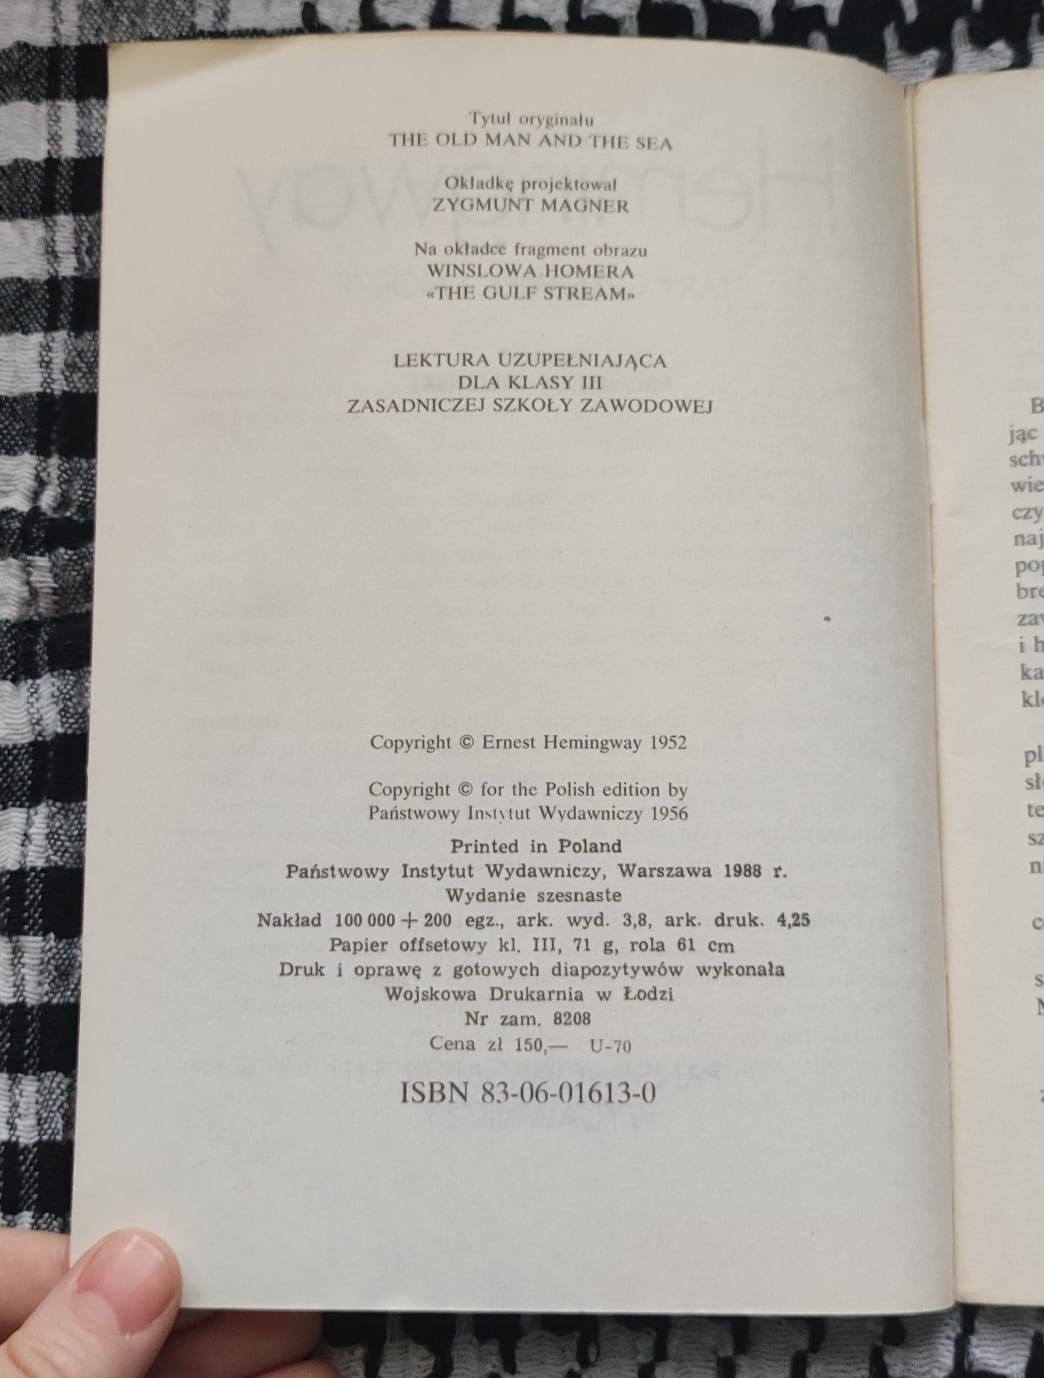 Tytuł oryginału
THE OLD MAN AND THE SEA
Okładkę projektował
ZYGMUNT MAGNER
Na okładce fragment obrazu
WINSLOWA HOMERA
«THE GULF STREAM»
LEKTURA UZUPEŁNIAJĄCA
DLA KLASY III
ZASADNICZEJ SZKOŁY ZAWODOWEJ
Copyright © Ernest Hemingway 1952
Copyright © for the Polish edition by
Państwowy Instytut Wydawniczy 1956
Printed in Poland
Państwowy Instytut Wydawniczy, Warszawa 1988 r.
Wydanie szesnaste
Nakład 100 000 + 200 egz., ark. wyd. 3,8, ark. druk. 4,25
Papier offsetowy kl. III, 71 g, rola 61 cm
Druk i oprawę z gotowych diapozytywów wykonała
Wojskowa Drukarnia w Łodzi
Nr zam. 8208
Cena zł 150,— U-70
ISBN 83-06-01613-0